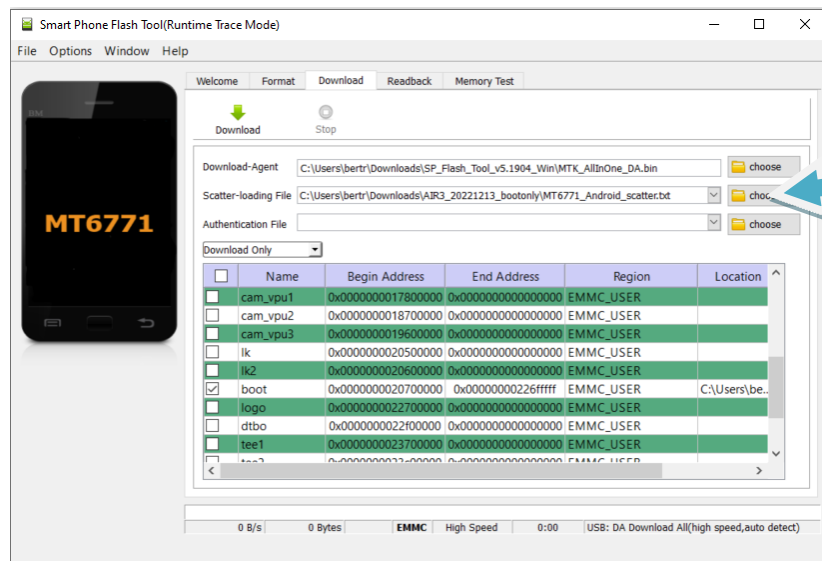 Smart Phone Flash Tool(Runtime Trace Mode)
File Options Window Help
Welcome Format Download Readback Memory Test
Download Stop
Download-Agent C:\Users\bertr\Downloads\SP_Flash_Tool_v5.1904_Win\MTK_AllInOne_DA.bin choose
Scatter-loading File C:\Users\bertr\Downloads\AIR3_20221213_bootonly\MT6771_Android_scatter.txt
Authentication File choose
Download Only
Name Begin Address End Address Region Location
cam_vpu1 0x0000000017800000 0x0000000000000000 EMMC_USER
cam_vpu2 0x0000000018700000 0x0000000000000000 EMMC_USER
cam_vpu3 0x0000000019600000 0x0000000000000000 EMMC_USER
lk 0x0000000020500000 0x0000000000000000 EMMC_USER
lk2 0x0000000020600000 0x0000000000000000 EMMC_USER
boot 0x0000000020700000 0x00000000226fffff EMMC_USER C:\Users\be..
logo 0x0000000022700000 0x0000000000000000 EMMC_USER
dtbo 0x0000000022f00000 0x0000000000000000 EMMC_USER
tee1 0x0000000023700000 0x0000000000000000 EMMC_USER
MT6771
0 B/s 0 Bytes EMMC High Speed 0:00 USB: DA Download All(high speed,auto detect)